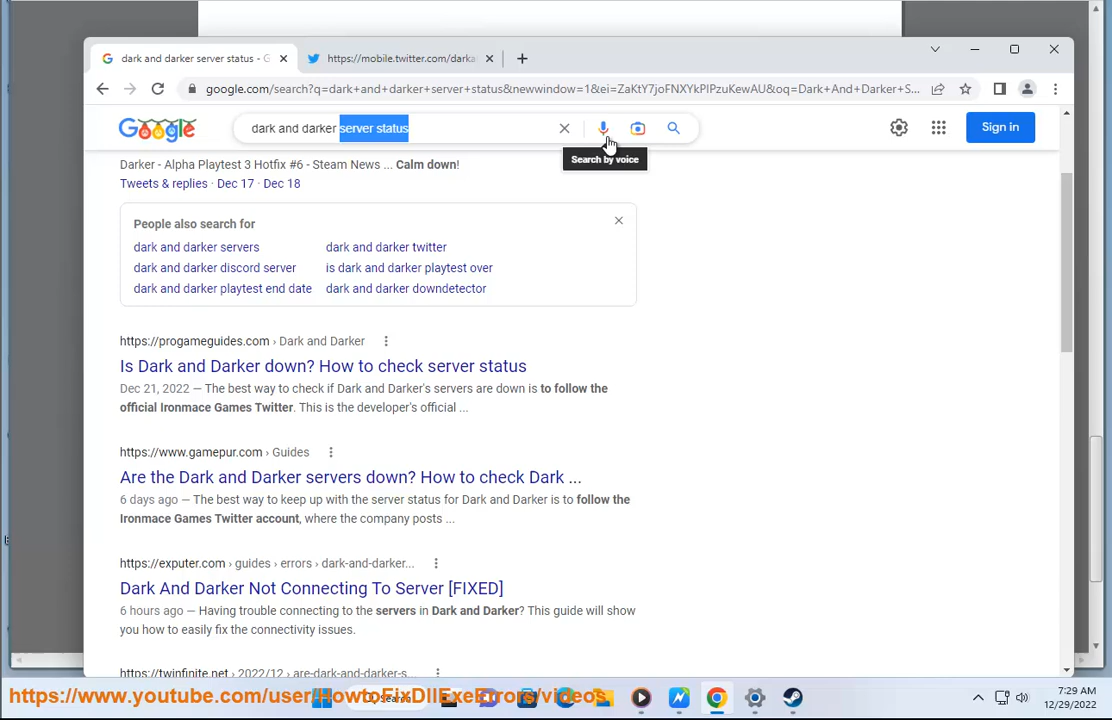 dark and darker server status - G
https://mobile.twitter.com/darka
google.com/search?q=dark+and+darker+server+status&newwindow=1&ei=ZaKtY7joFNXYkPIPzuKewAU&oq=Dark+And+Darker+S...
Google
dark and darker server status
Sign in
Search by voice
Darker - Alpha Playtest 3 Hotfix #6 - Steam News ... Calm down!
Tweets & replies · Dec 17 · Dec 18
People also search for
dark and darker servers
dark and darker twitter
dark and darker discord server
is dark and darker playtest over
dark and darker playtest end date
dark and darker downdetector
https://progameguides.com › Dark and Darker
Is Dark and Darker down? How to check server status
Dec 21, 2022 — The best way to check if Dark and Darker's servers are down is to follow the
official Ironmace Games Twitter. This is the developer's official ...
https://www.gamepur.com › Guides
Are the Dark and Darker servers down? How to check Dark ...
6 days ago — The best way to keep up with the server status for Dark and Darker is to follow the
Ironmace Games Twitter account, where the company posts ...
https://exputer.com › guides › errors › dark-and-darker...
Dark And Darker Not Connecting To Server [FIXED]
6 hours ago — Having trouble connecting to the servers in Dark and Darker? This guide will show
you how to easily fix the connectivity issues.
https://twinfinite.net › 2022/12 › are-dark-and-darker-s...
https://www.youtube.com/user/HowtoFixDllExeErrors/videos.
7:29 AM
12/29/2022